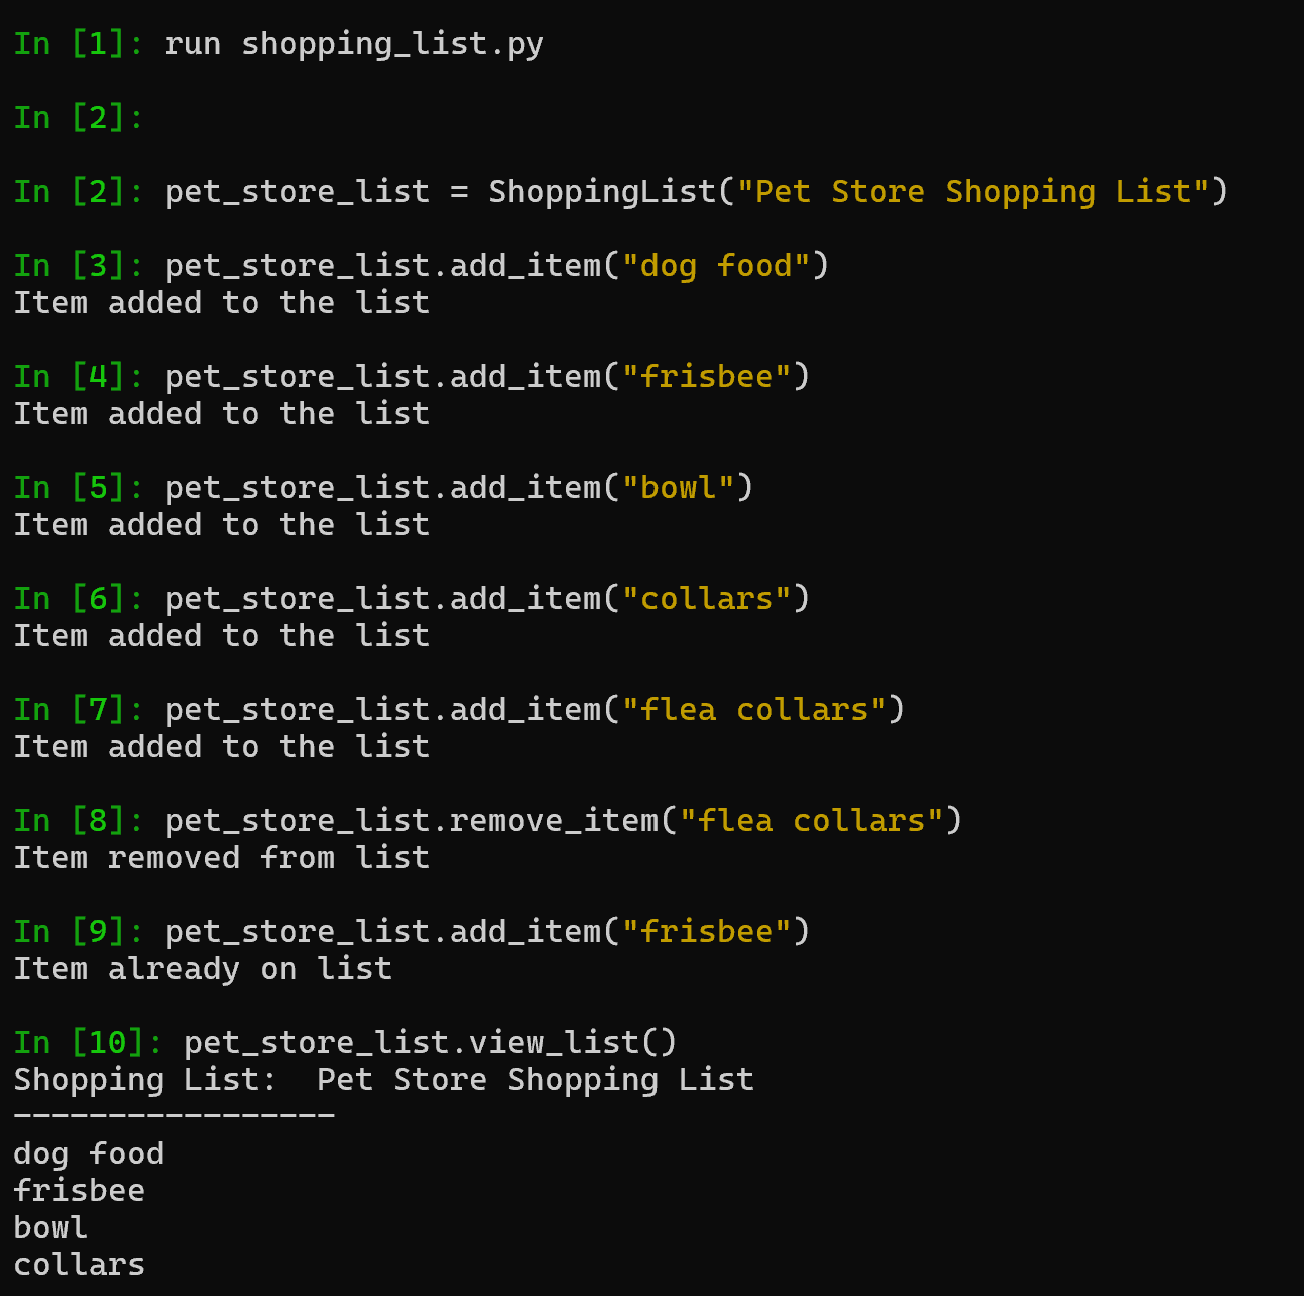 In [1]: run shopping_list.py
In [2]:
In [2]: pet_store_list = ShoppingList("Pet Store Shopping List")
In [3]: pet_store_list.add_item("dog food")
Item added to the list
In [4]: pet_store_list.add_item("frisbee")
Item added to the list
In [5]: pet_store_list.add_item("bowl")
Item added to the list
In [6]: pet_store_list.add_item("collars")
Item added to the list
In [7]: pet_store_list.add_item("flea collars")
Item added to the list
In [8]: pet_store_list.remove_item("flea collars")
Item removed from list
In [9]: pet_store_list.add_item("frisbee")
Item already on list
In [10]: pet_store_list.view_list()
Shopping List:  Pet Store Shopping List
-----------------
dog food
frisbee
bowl
collars